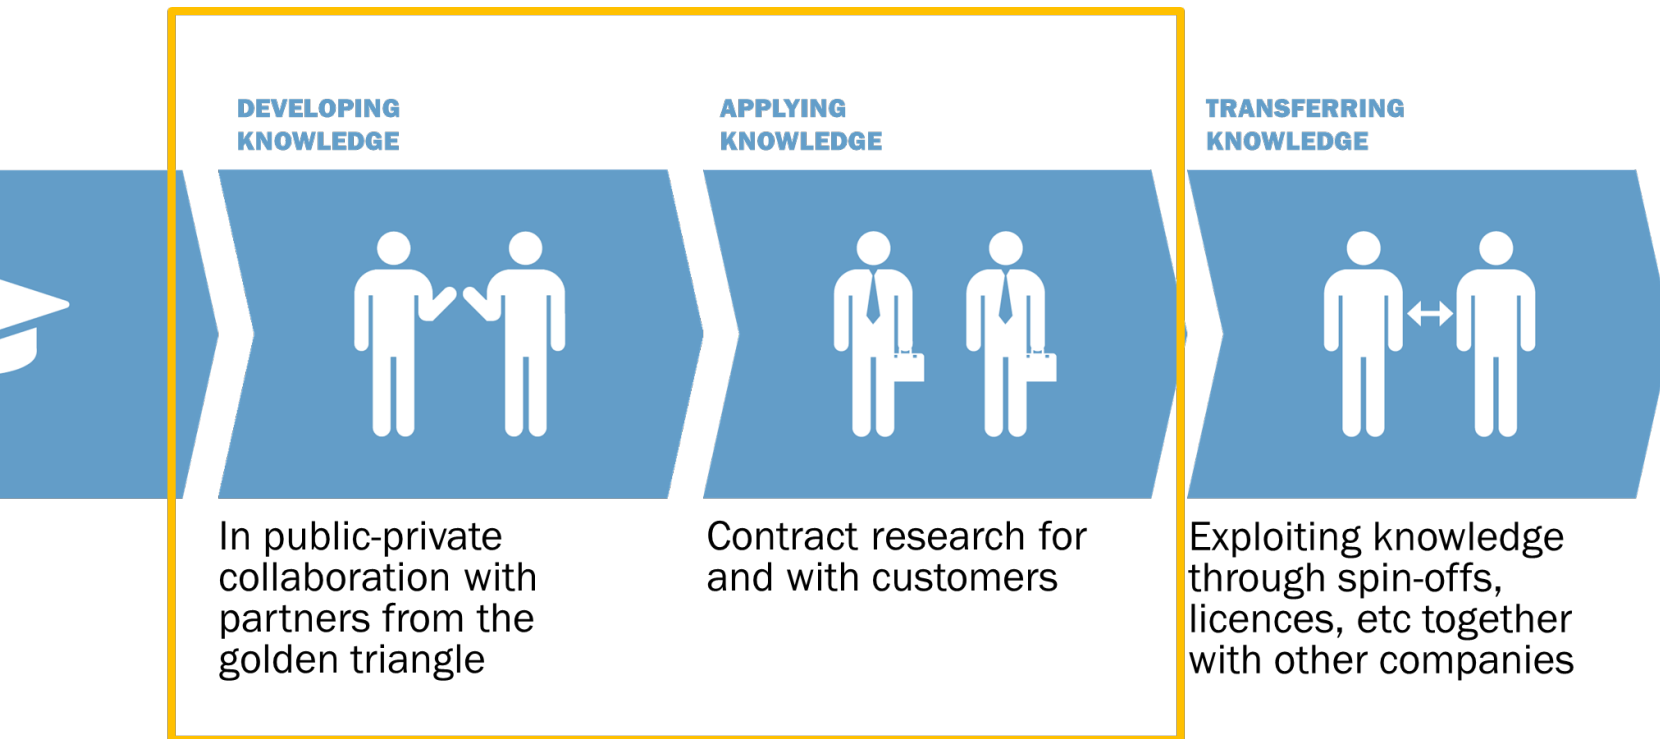 DEVELOPING
KNOWLEDGE
In public-private
collaboration with
partners from the
golden triangle
APPLYING
KNOWLEDGE
Contract research for
and with customers
TRANSFERRING
KNOWLEDGE
Exploiting knowledge
through spin-offs,
licences, etc together
with other companies